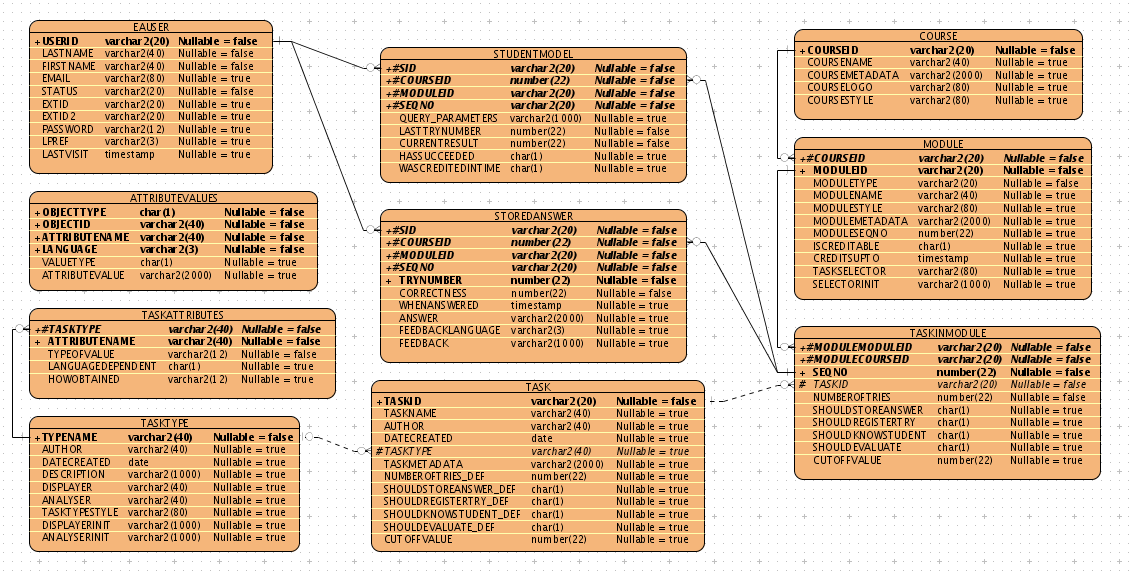 EAUSER
+USERID varchar2(20) Nullable = false
LASTNAME varchar2(40) Nullable = false
FIRSTNAME varchar2(40) Nullable = false
EMAIL varchar2(80) Nullable = true
STATUS varchar2(20) Nullable = false
EXTID varchar2(20) Nullable = true
EXTID2 varchar2(20) Nullable = true
PASSWORD varchar2(12) Nullable = true
LPREF varchar2(3) Nullable = true
LASTVISIT timestamp Nullable = true
ATTRIBUTEVALUES
+OBJECTTYPE char(1) Nullable = false
+OBJECTID varchar2(40) Nullable = false
+ATTRIBUTENAME varchar2(40) Nullable = false
+LANGUAGE varchar2(3) Nullable = false
VALUETYPE char(1) Nullable = true
ATTRIBUTEVALUE varchar2(2000) Nullable = true
TASKATTRIBUTES
+#TASKTYPE varchar2(40) Nullable = false
+ ATTRIBUTENAME varchar2(40) Nullable = false
TYPEOFVALUE varchar2(12) Nullable = false
LANGUAGEDEPENDENT char(1) Nullable = true
HOWOBTAINED varchar2(12) Nullable = true
TASKTYPE
+TYPENAME varchar2(40) Nullable = false
AUTHOR varchar2(40) Nullable = true
DATECREATED date Nullable = true
DESCRIPTION varchar2(1000) Nullable = true
DISPLAYER varchar2(40) Nullable = true
ANALYSER varchar2(40) Nullable = true
TASKTYPESTYLE varchar2(80) Nullable = true
DISPLAYERINIT varchar2(1000) Nullable = true
ANALYSERINIT varchar2(1000) Nullable = true
STUDENTMODEL
+#SID varchar2(20) Nullable = false
+#COURSEID number(22) Nullable = false
+#MODULEID varchar2(20) Nullable = false
+#SEQNO varchar2(20) Nullable = false
QUERY_PARAMETERS varchar2(1000) Nullable = true
LASTTRYNUMBER number(22) Nullable = false
CURRENTRESULT number(22) Nullable = true
HASSUCCEEDED char(1) Nullable = true
WASCREDITEDINTIME char(1) Nullable = true
STOREDANSWER
+#SID varchar2(20) Nullable = false
+#COURSEID number(22) Nullable = false
+#MODULEID varchar2(20) Nullable = false
+#SEQNO varchar2(20) Nullable = false
+ TRYNUMBER number(22) Nullable = false
CORRECTNESS number(22) Nullable = false
WHENANSWERED timestamp Nullable = true
ANSWER varchar2(2000) Nullable = true
FEEDBACKLANGUAGE varchar2(3) Nullable = true
FEEDBACK varchar2(1000) Nullable = true
TASK
+TASKID varchar2(20) Nullable = false
TASKNAME varchar2(40) Nullable = true
AUTHOR varchar2(40) Nullable = true
DATECREATED date Nullable = true
#TASKTYPE varchar2(40) Nullable = true
TASKMETADATA varchar2(2000) Nullable = true
NUMBEROFTRIES_DEF number(22) Nullable = true
SHOULDSTOREANSWER_DEF char(1) Nullable = true
SHOULDREGISTERTRY_DEF char(1) Nullable = true
SHOULDKNOWSTUDENT_DEF char(1) Nullable = true
SHOULDEVALUATE_DEF char(1) Nullable = true
CUTOFFVALUE number(22) Nullable = true
COURSE
+COURSEID varchar2(20) Nullable = false
COURSENAME varchar2(40) Nullable = true
COURSEMETADATA varchar2(2000) Nullable = true
COURSELOGO varchar2(80) Nullable = true
COURSESTYLE varchar2(80) Nullable = true
MODULE
+#COURSEID varchar2(20) Nullable = false
+ MODULEID varchar2(20) Nullable = false
MODULETYPE varchar2(20) Nullable = false
MODULENAME varchar2(40) Nullable = true
MODULESTYLE varchar2(80) Nullable = true
MODULEMETADATA varchar2(2000) Nullable = true
MODULESEQNO number(22) Nullable = true
ISCREDITABLE char(1) Nullable = true
CREDITSUPTO timestamp Nullable = true
TASKSELECTOR varchar2(80) Nullable = true
SELECTORINIT varchar2(1000) Nullable = true
TASKINMODULE
+#MODULEMODULEID varchar2(20) Nullable = false
+#MODULECOURSEID varchar2(20) Nullable = false
+ SEQNO number(22) Nullable = false
# TASKID varchar2(20) Nullable = true
NUMBEROFTRIES number(22) Nullable = false
SHOULDSTOREANSWER char(1) Nullable = true
SHOULDREGISTERTRY char(1) Nullable = true
SHOULDKNOWSTUDENT char(1) Nullable = true
SHOULDEVALUATE char(1) Nullable = true
CUTOFFVALUE number(22) Nullable = true